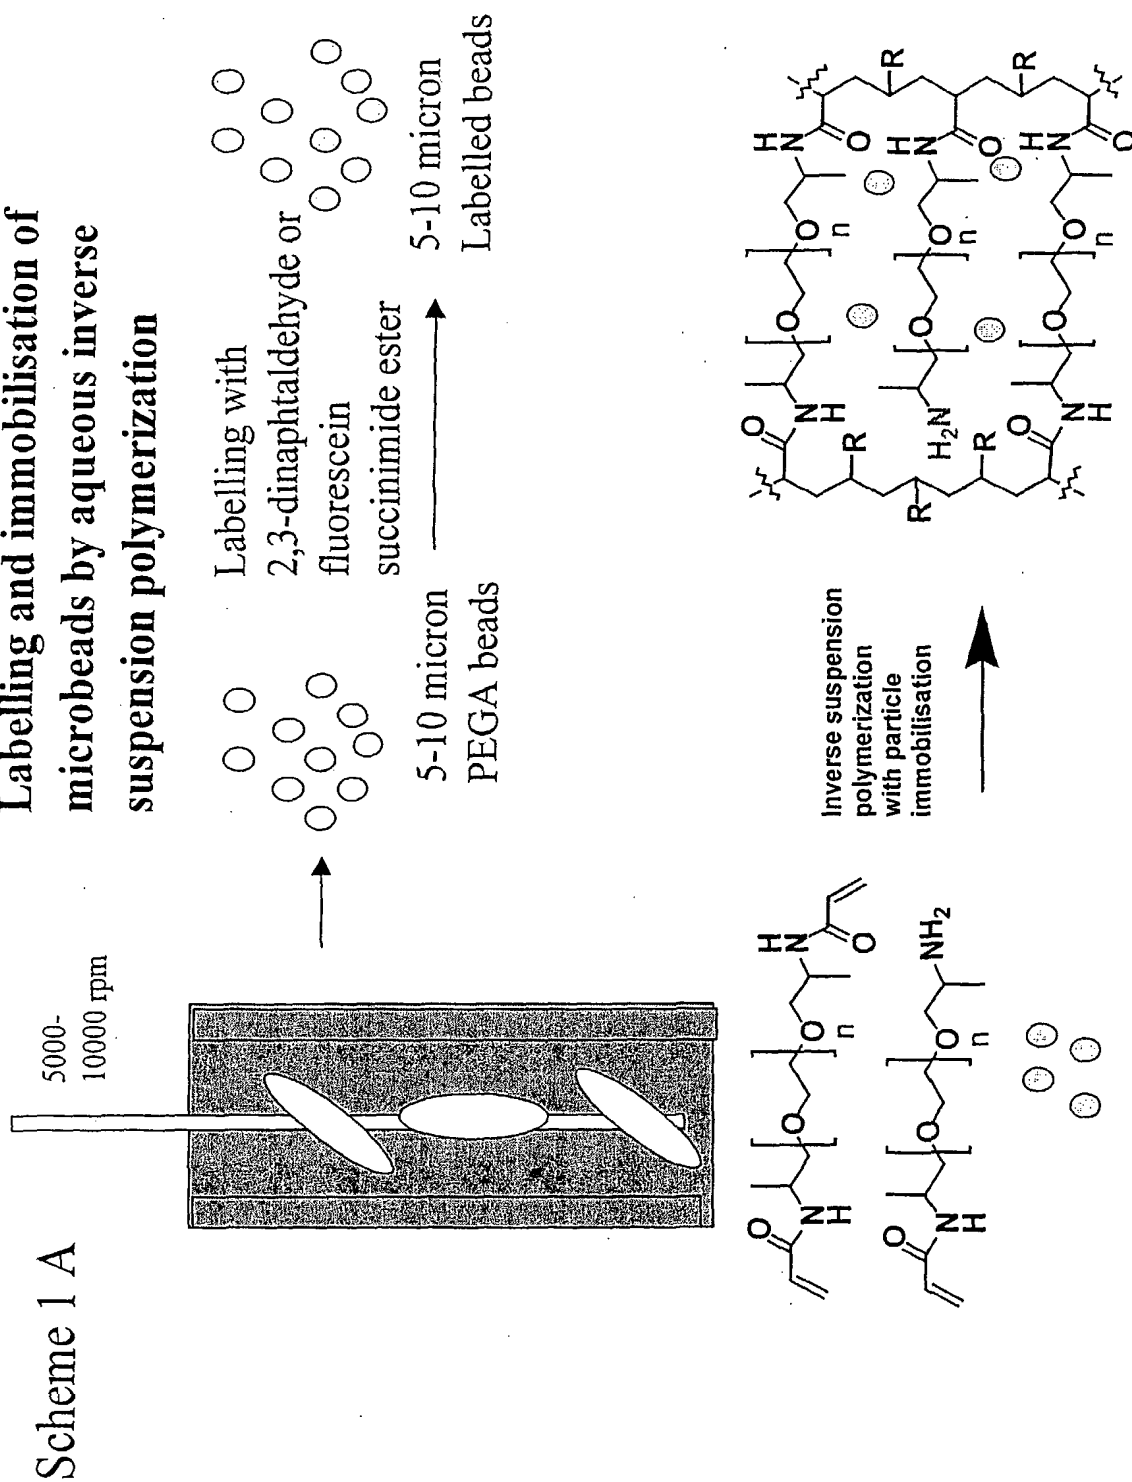 Scheme 1 A
Labelling and immobilisation of
microbeads by aqueous inverse
suspension polymerization
5000-
10000 rpm
5-10 micron
PEGA beads
Labelling with
2,3-dinaphtaldehyde or
fluorescein
succinimide ester
5-10 micron
Labelled beads
O
N
H
O
O
n
H
N
O
O
N
H
O
O
n
NH2
Inverse suspension
polymerization
with particle
immobilisation
O
N
H
O
O
n
H
N
O
R
R
R
H2N
O
O
n
H
N
O
R
R
O
N
H
O
O
n
H
N
O